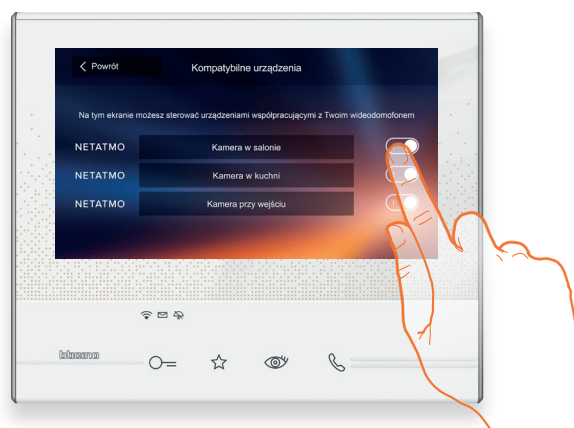 Powrót
Kompatybilne urządzenia
Na tym ekranie możesz sterować urządzeniami współpracującymi z Twoim wideodomofonem
NETATMO Kamera w salonie
NETATMO Kamera w kuchni
NETATMO Kamera przy wejściu
bticino